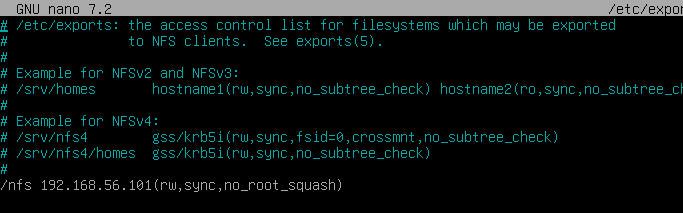 GNU nano 7.2 /etc/expor
# /etc/exports: the access control list for filesystems which may be exported
# to NFS clients. See exports(5).
#
# Example for NFSv2 and NFSv3:
# /srv/homes hostname1(rw,sync,no_subtree_check) hostname2(ro,sync,no_subtree_ch
#
# Example for NFSv4:
# /srv/nfs4 gss/krb5i(rw,sync,fsid=0,crossmnt,no_subtree_check)
# /srv/nfs4/homes gss/krb5i(rw,sync,no_subtree_check)
#
/nfs 192.168.56.101(rw,sync,no_root_squash)